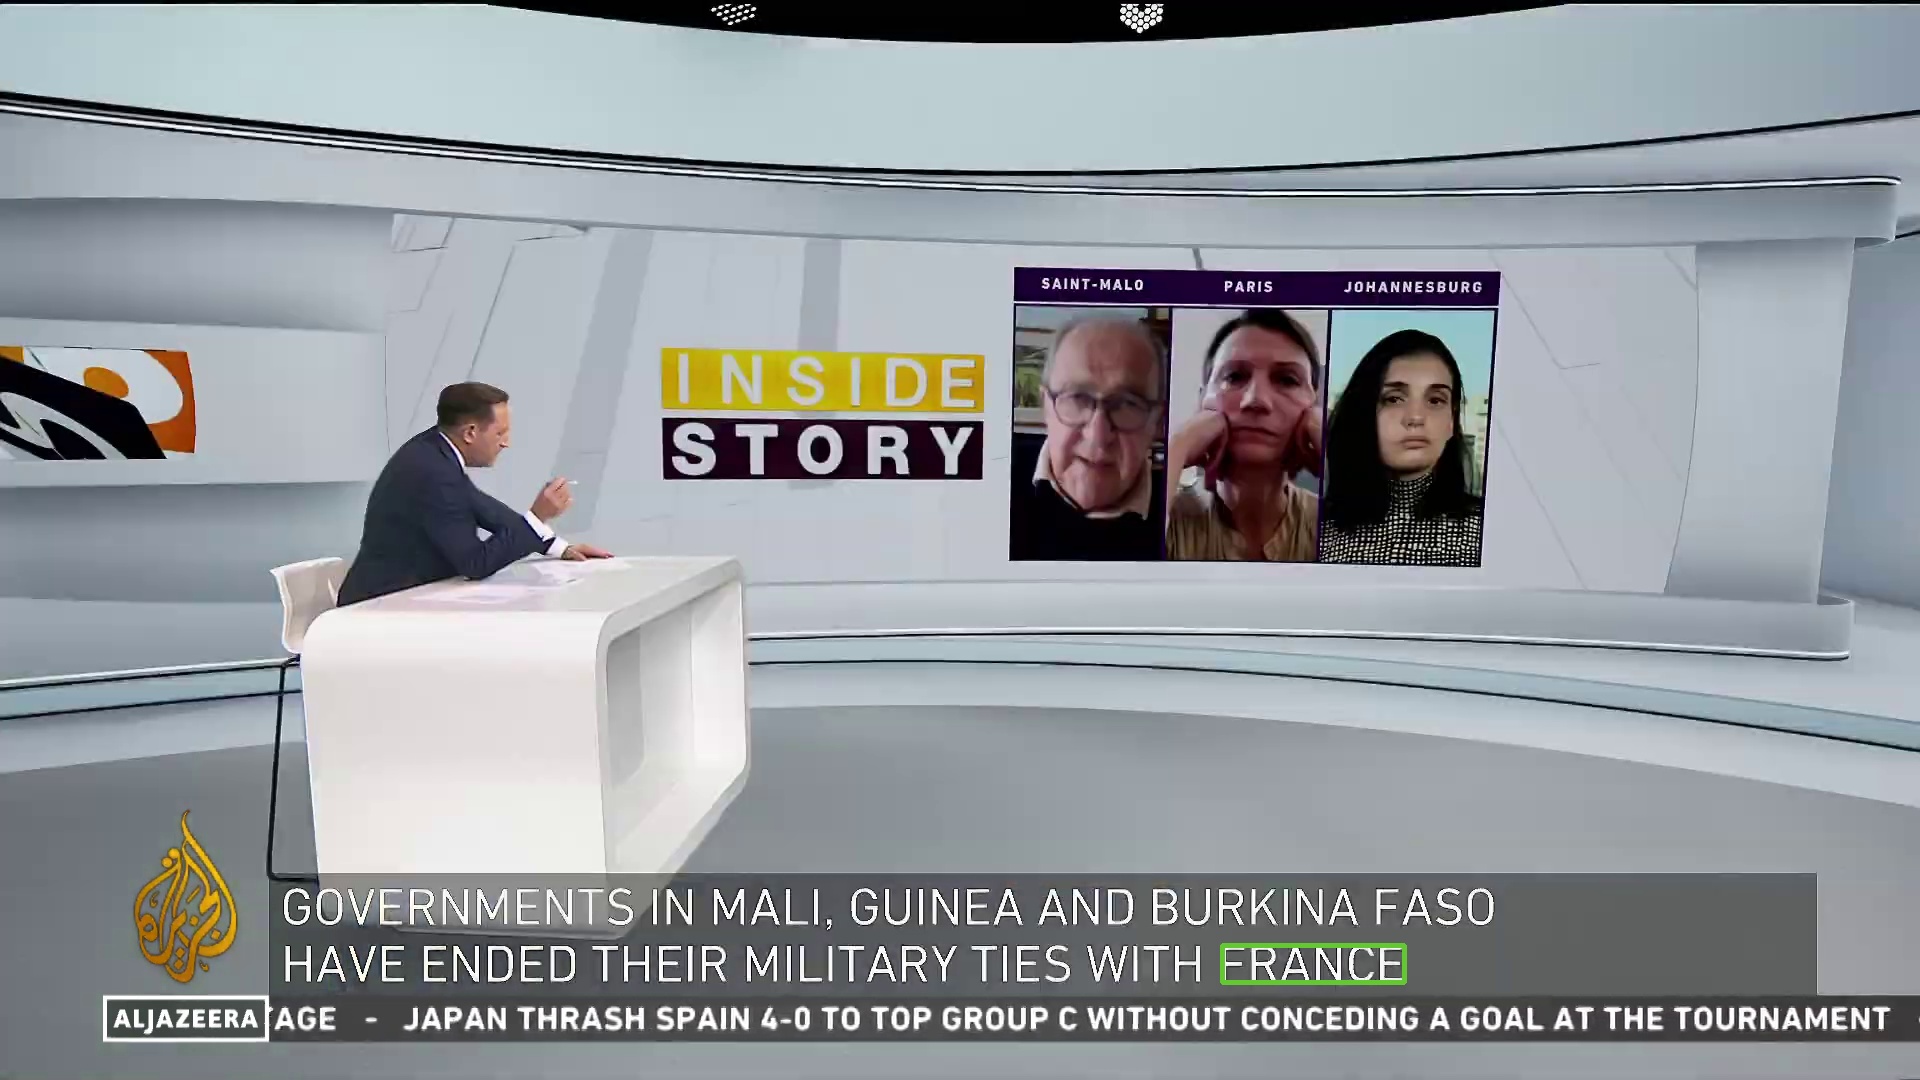 SAINT-MALO PARIS JOHANNESBURG
INSIDE
STORY
GOVERNMENTS IN MALI, GUINEA AND BURKINA FASO
HAVE ENDED THEIR MILITARY TIES WITH FRANCE
ALJAZEERA TAGE - JAPAN THRASH SPAIN 4-0 TO TOP GROUP C WITHOUT CONCEDING A GOAL AT THE TOURNAMENT